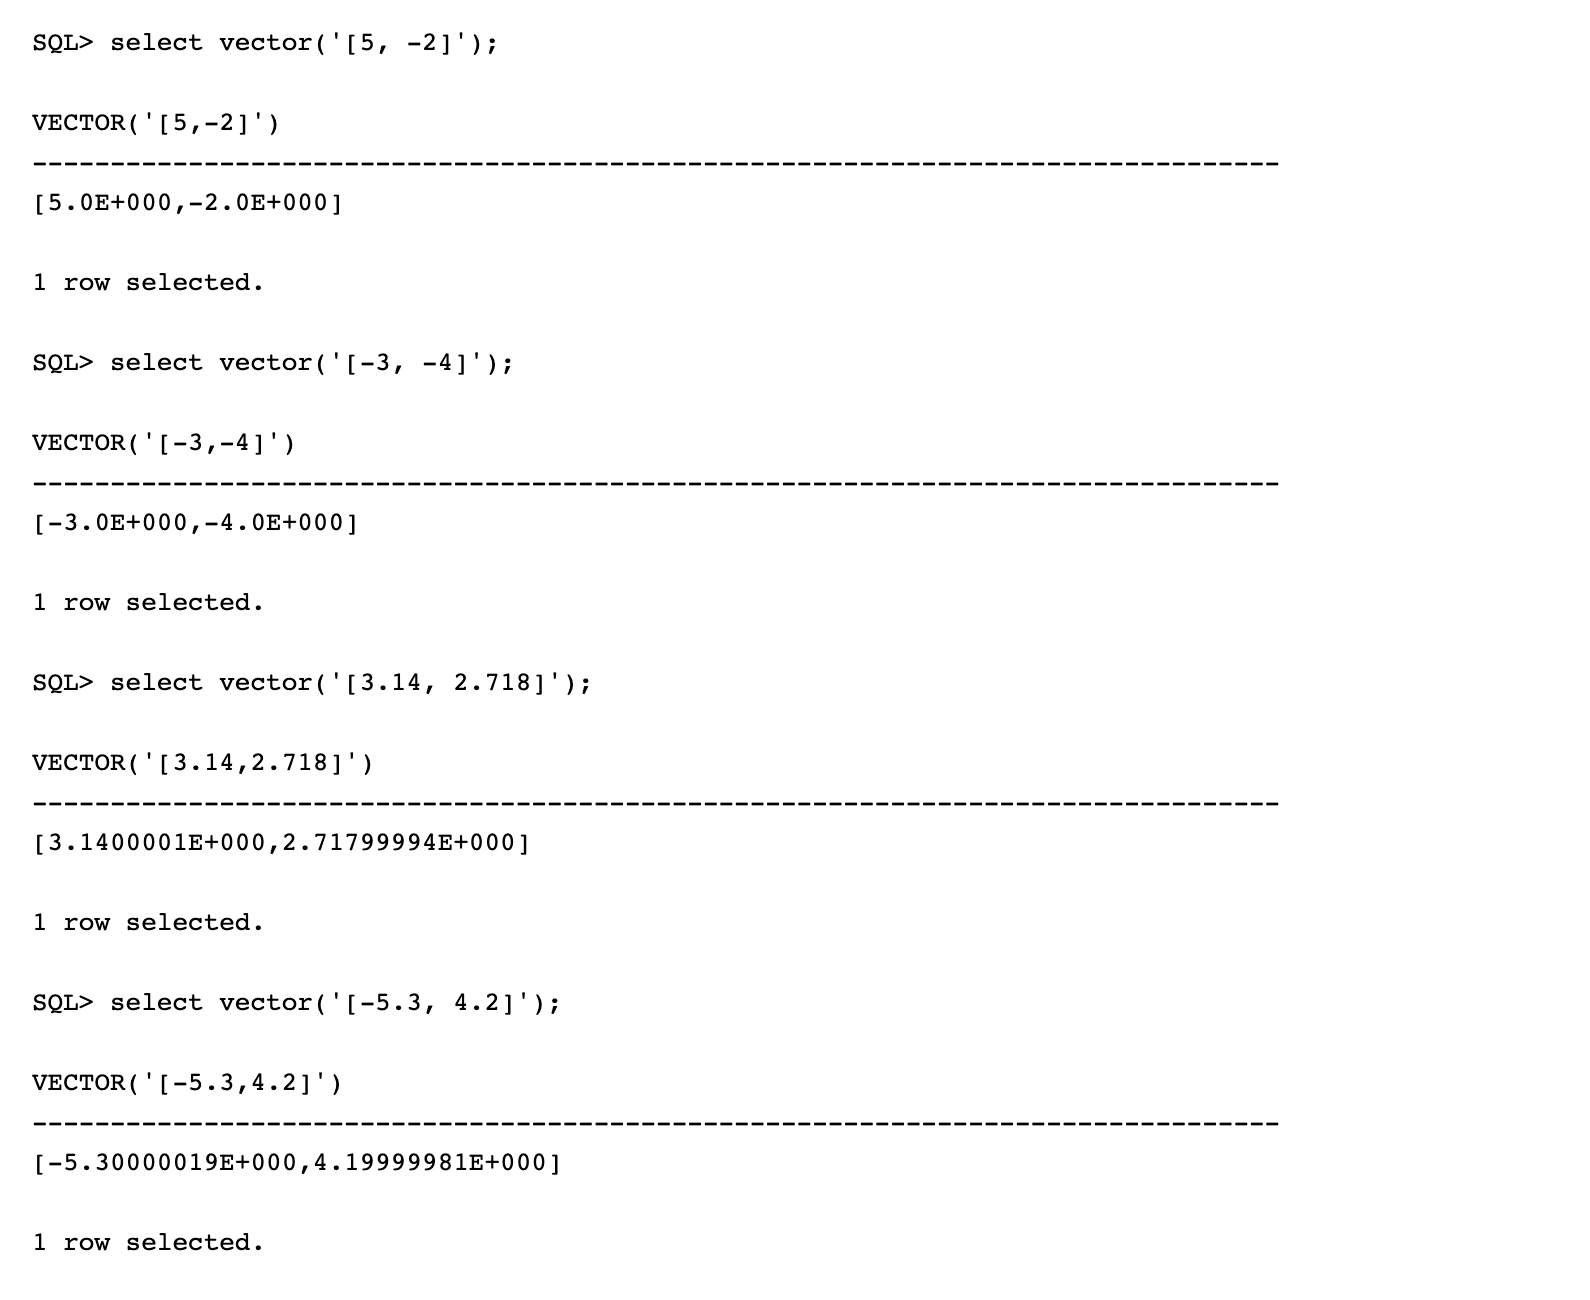 SQL> select vector('[5, -2]');
VECTOR('[5,-2]')
--------------------------------------------------------------------------------
[5.0E+000,-2.0E+000]
1 row selected.
SQL> select vector('[-3, -4]');
VECTOR('[-3,-4]')
--------------------------------------------------------------------------------
[-3.0E+000,-4.0E+000]
1 row selected.
SQL> select vector('[3.14, 2.718]');
VECTOR('[3.14,2.718]')
--------------------------------------------------------------------------------
[3.1400001E+000,2.71799994E+000]
1 row selected.
SQL> select vector('[-5.3, 4.2]');
VECTOR('[-5.3,4.2]')
--------------------------------------------------------------------------------
[-5.30000019E+000,4.19999981E+000]
1 row selected.